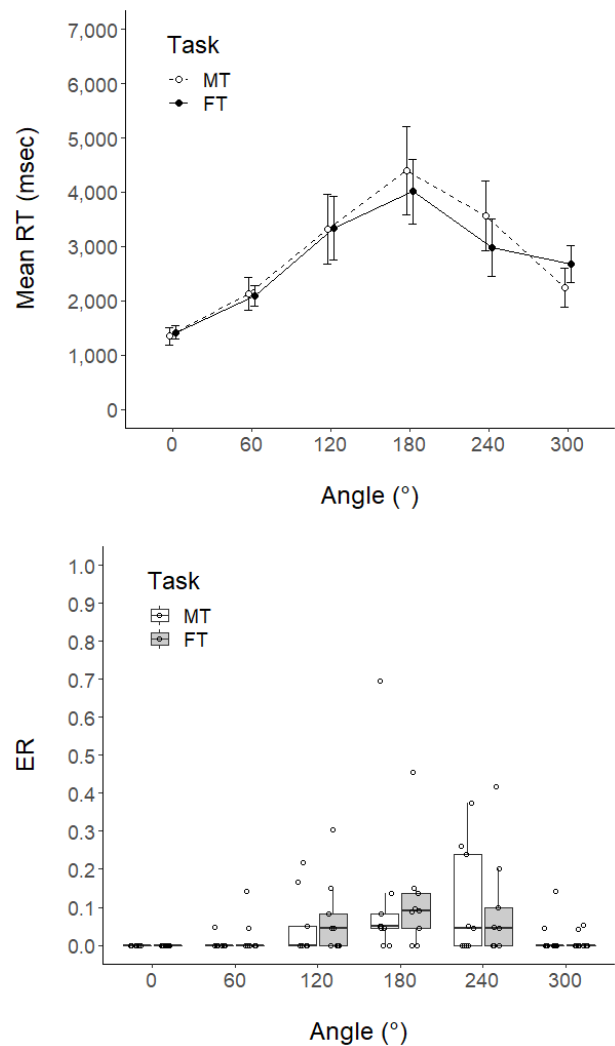 7,000
6,000
5,000
4,000
3,000
2,000
1,000
0
Mean RT (msec)
Task
MT
FT
0 60 120 180 240 300
Angle (°)
1.0
0.9
0.8
0.7
0.6
0.5
0.4
0.3
0.2
0.1
0.0
ER
Task
MT
FT
0 60 120 180 240 300
Angle (°)